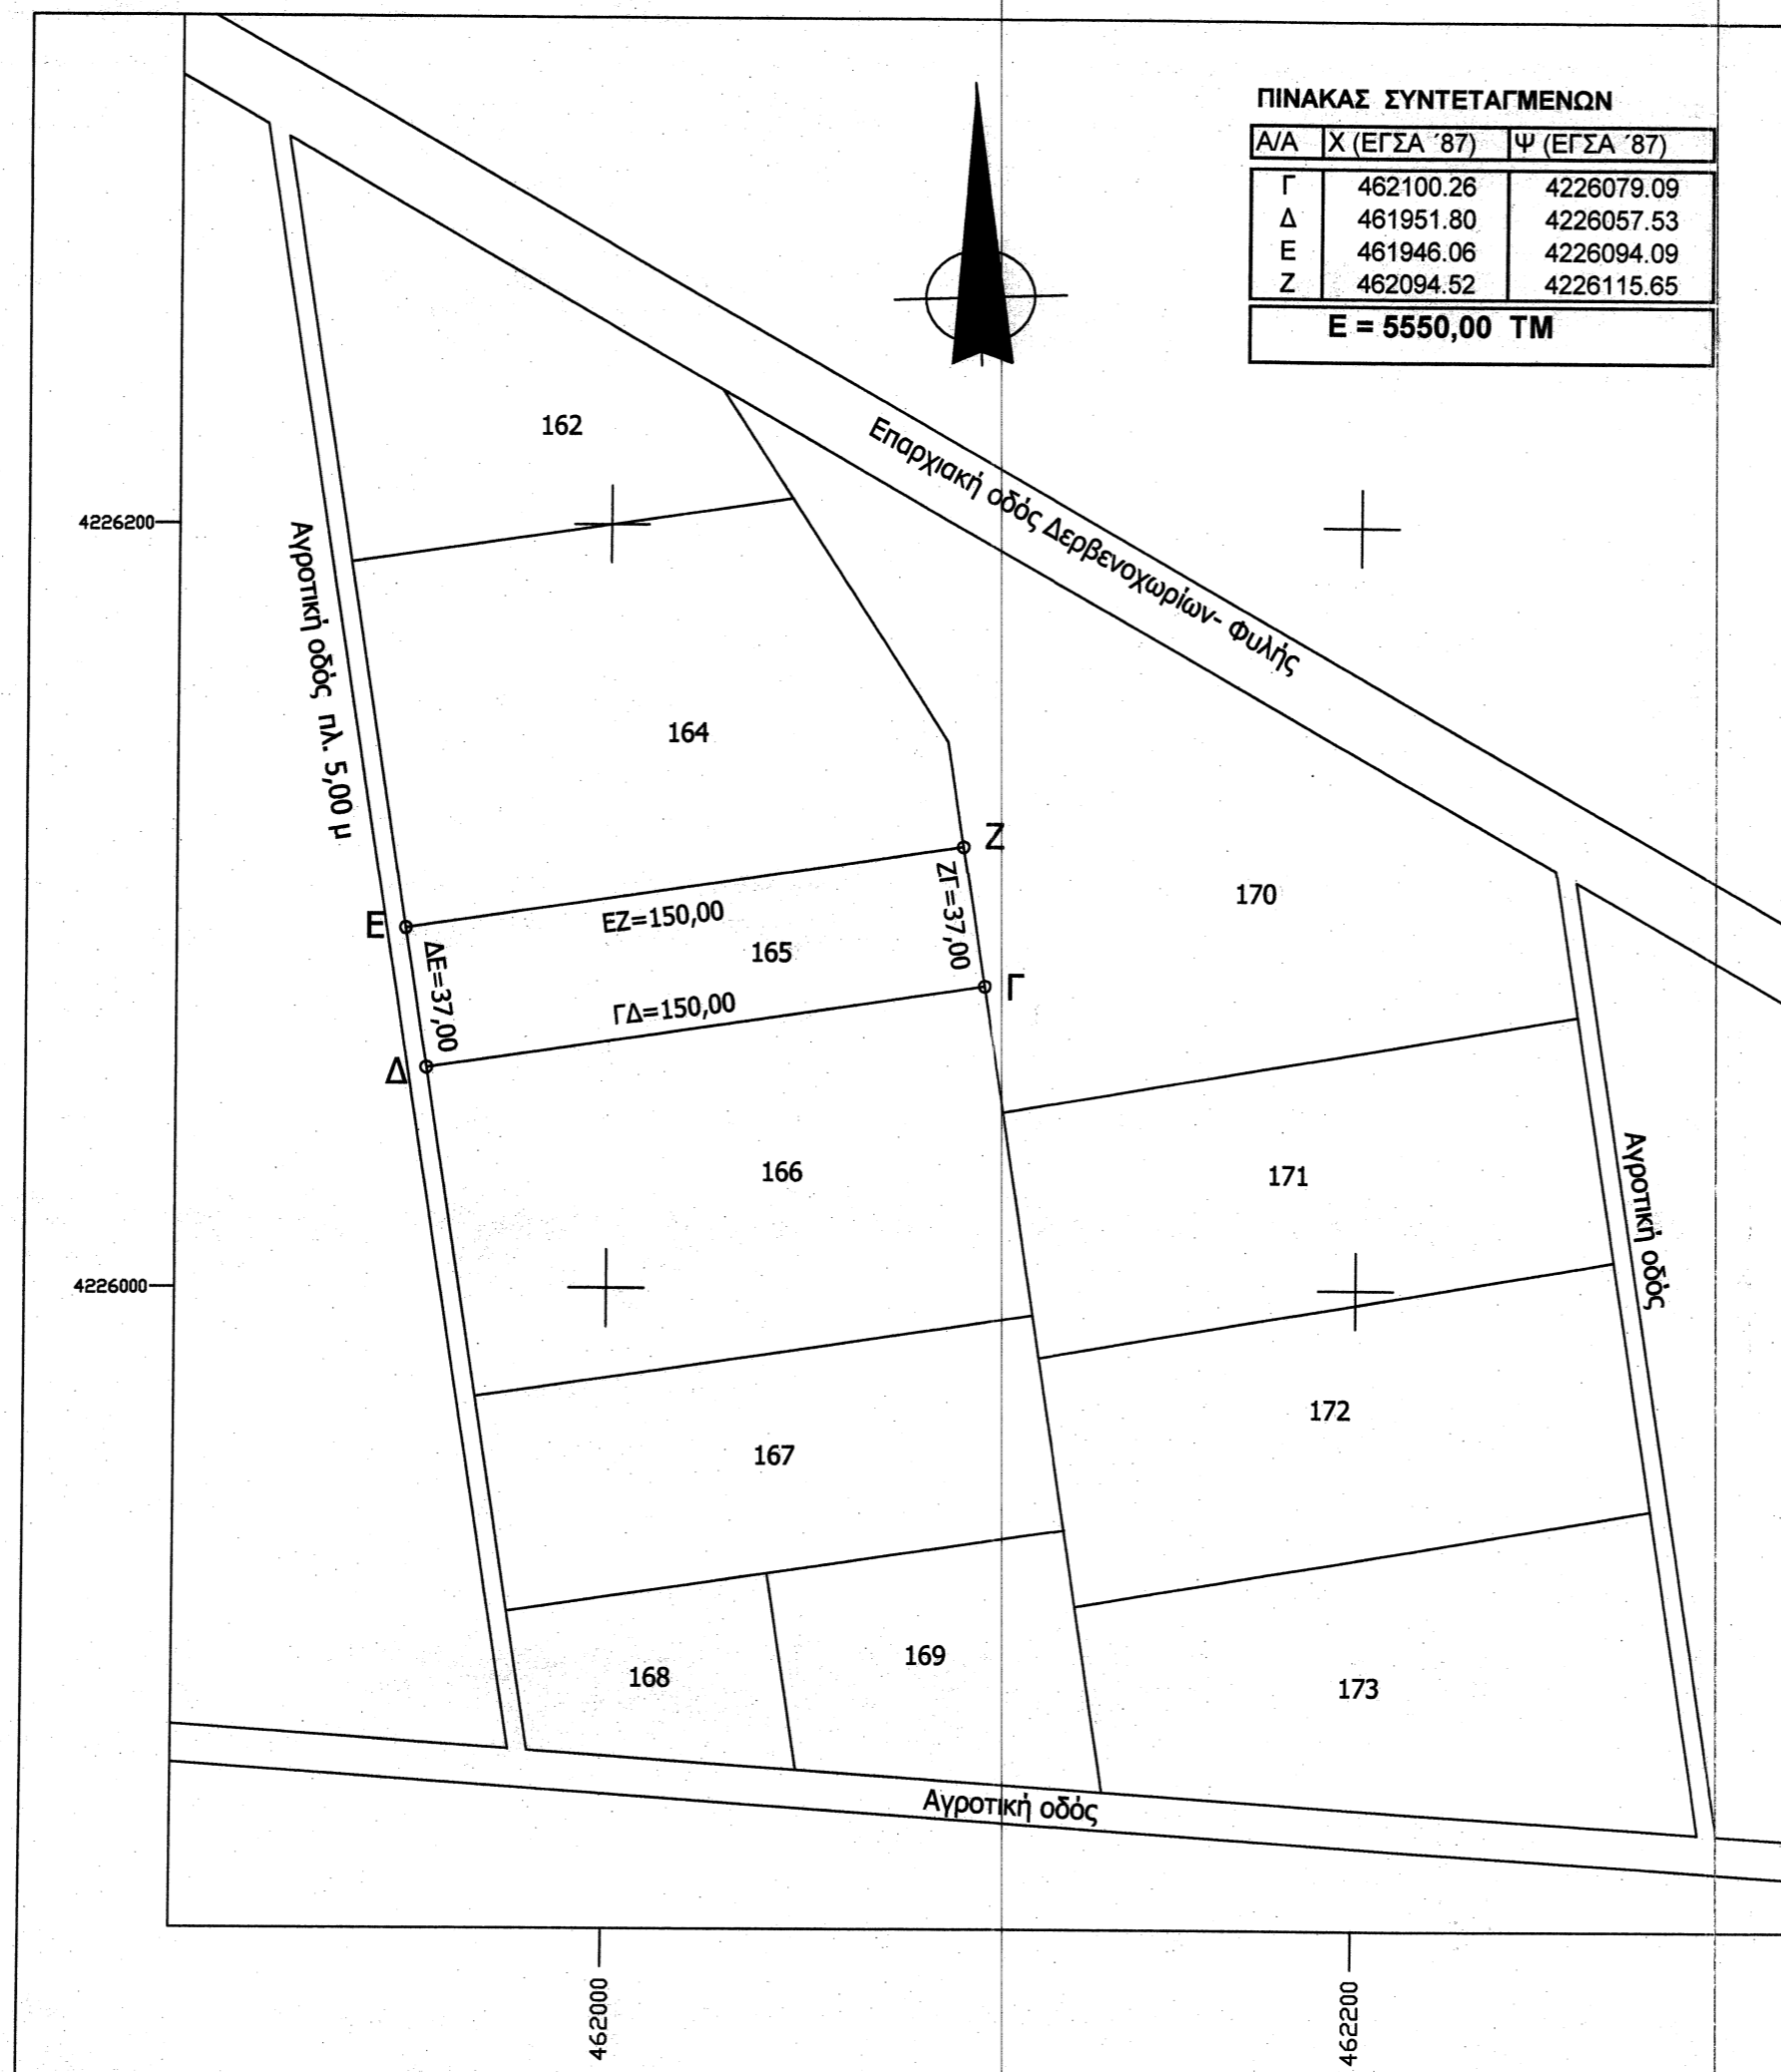 ΠΙΝΑΚΑΣ ΣΥΝΤΕΤΑΓΜΕΝΩΝ
Α/Α Χ (ΕΓΣΑ ΄87) Ψ (ΕΓΣΑ ΄87)
Γ 462100.26 4226079.09
Δ 461951.80 4226057.53
Ε 461946.06 4226094.09
Ζ 462094.52 4226115.65
Ε = 5550,00 ΤΜ
162
Επαρχιακή οδός Δερβενοχωρίων- Φυλής
4226200
Αγροτική οδός πλ. 5,00 μ
164
Ζ
170
Ε
ΕΖ=150,00
ΖΓ=37,00
165
ΔΕ=37,00
Γ
ΓΔ=150,00
Δ
166
171
Αγροτική οδός
4226000
172
167
169
168
173
Αγροτική οδός
462000
462200